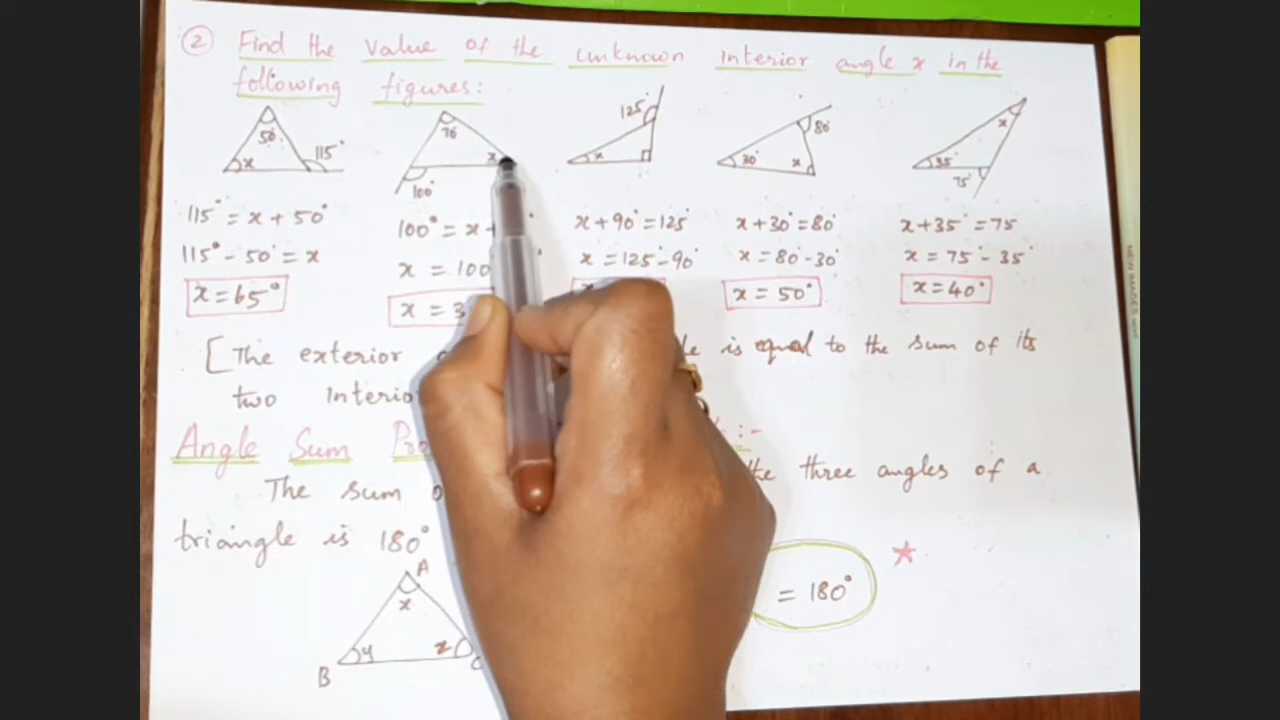 ② Find the value of the unknown interior angle x in the
following figures:
50° x 115°
70° x 100°
125° x
80° 30° x
x 35° 75°
115° = x + 50°
115° - 50° = x
x = 65°
100° = x +
x = 100
x = 3
x + 90° = 125°
x = 125° - 90°
x + 30° = 80°
x = 80° - 30°
x = 50°
x + 35° = 75
x = 75 - 35°
x = 40°
[The exterior is equal to the sum of its
two
Angle Sum :-
The sum the three angles of a
triangle is 180°
A
x
B y z C
= 180°